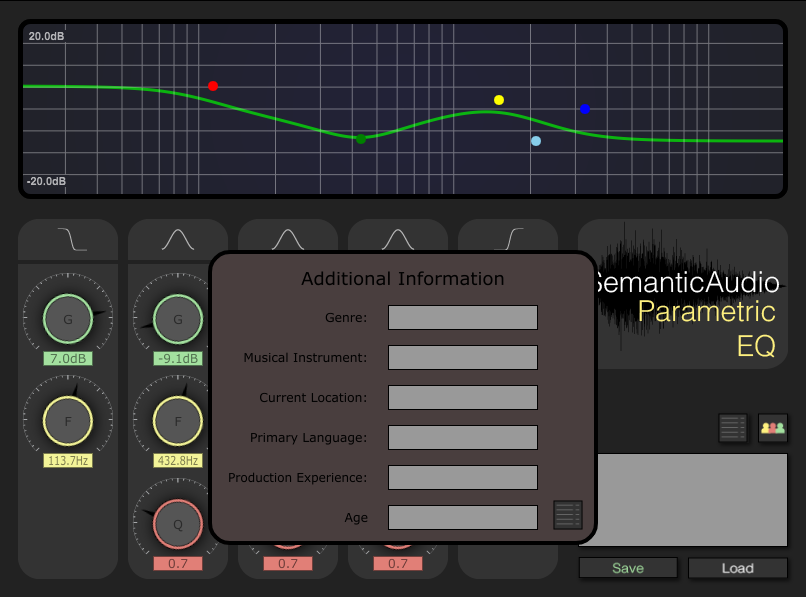 20.0dB
-20.0dB
SemanticAudio
Parametric
EQ
G
7.0dB
F
113.7Hz
G
-9.1dB
F
432.8Hz
Q
0.7
0.7
0.7
Additional Information
Genre:
Musical Instrument:
Current Location:
Primary Language:
Production Experience:
Age
Save
Load